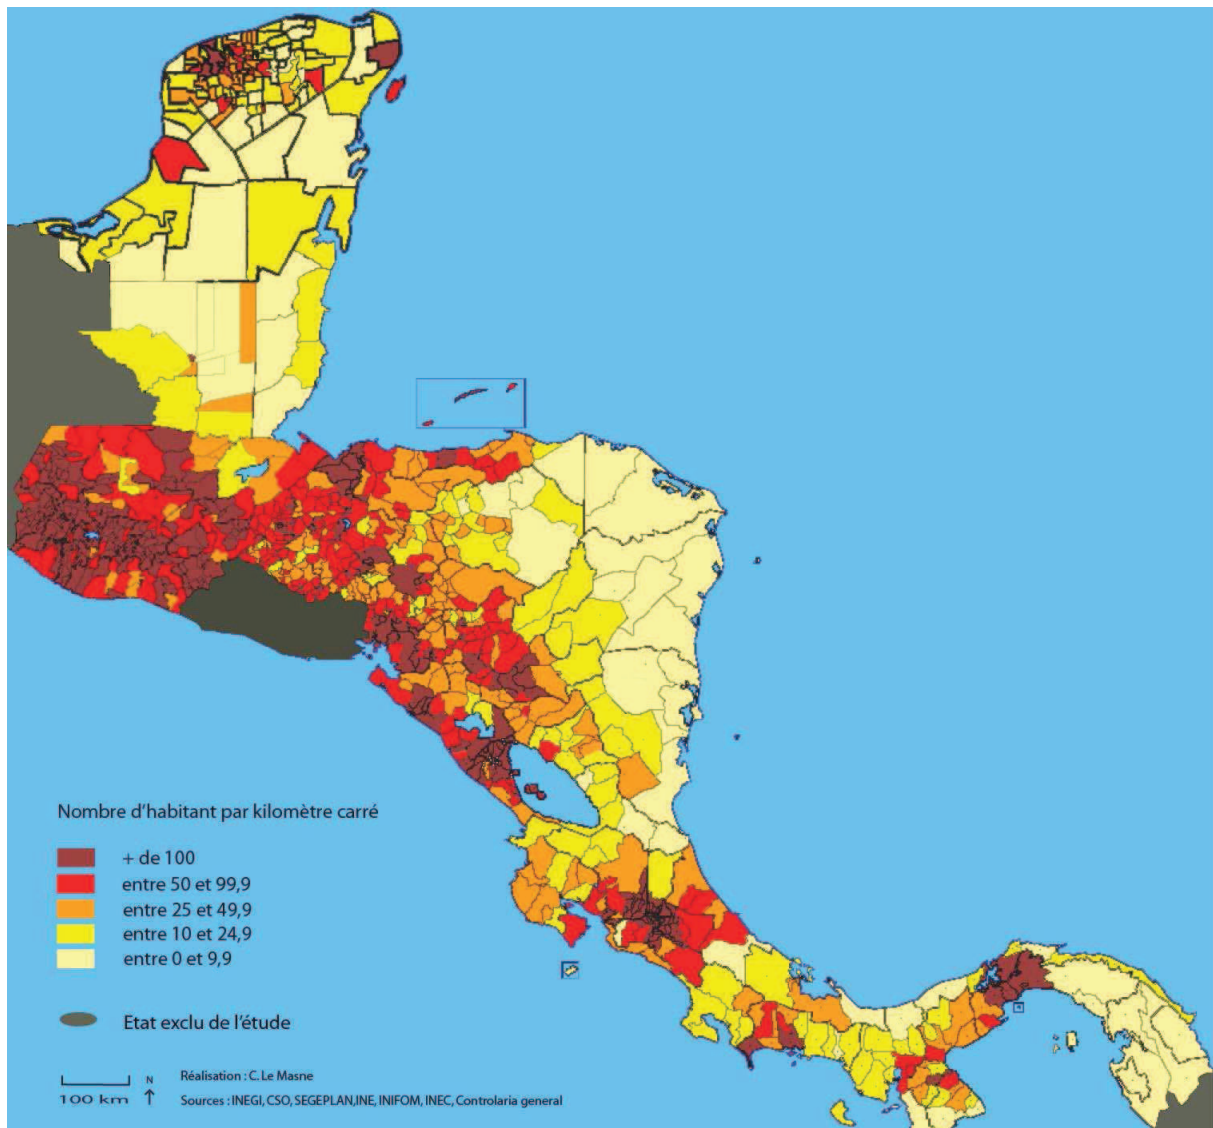 Nombre d'habitant par kilomètre carré
+ de 100
entre 50 et 99,9
entre 25 et 49,9
entre 10 et 24,9
entre 0 et 9,9
Etat exclu de l'étude
100 km
N
Réalisation : C. Le Masne
Sources : INEGI, CSO, SEGEPLAN,INE, INIFOM, INEC, Controlaria general